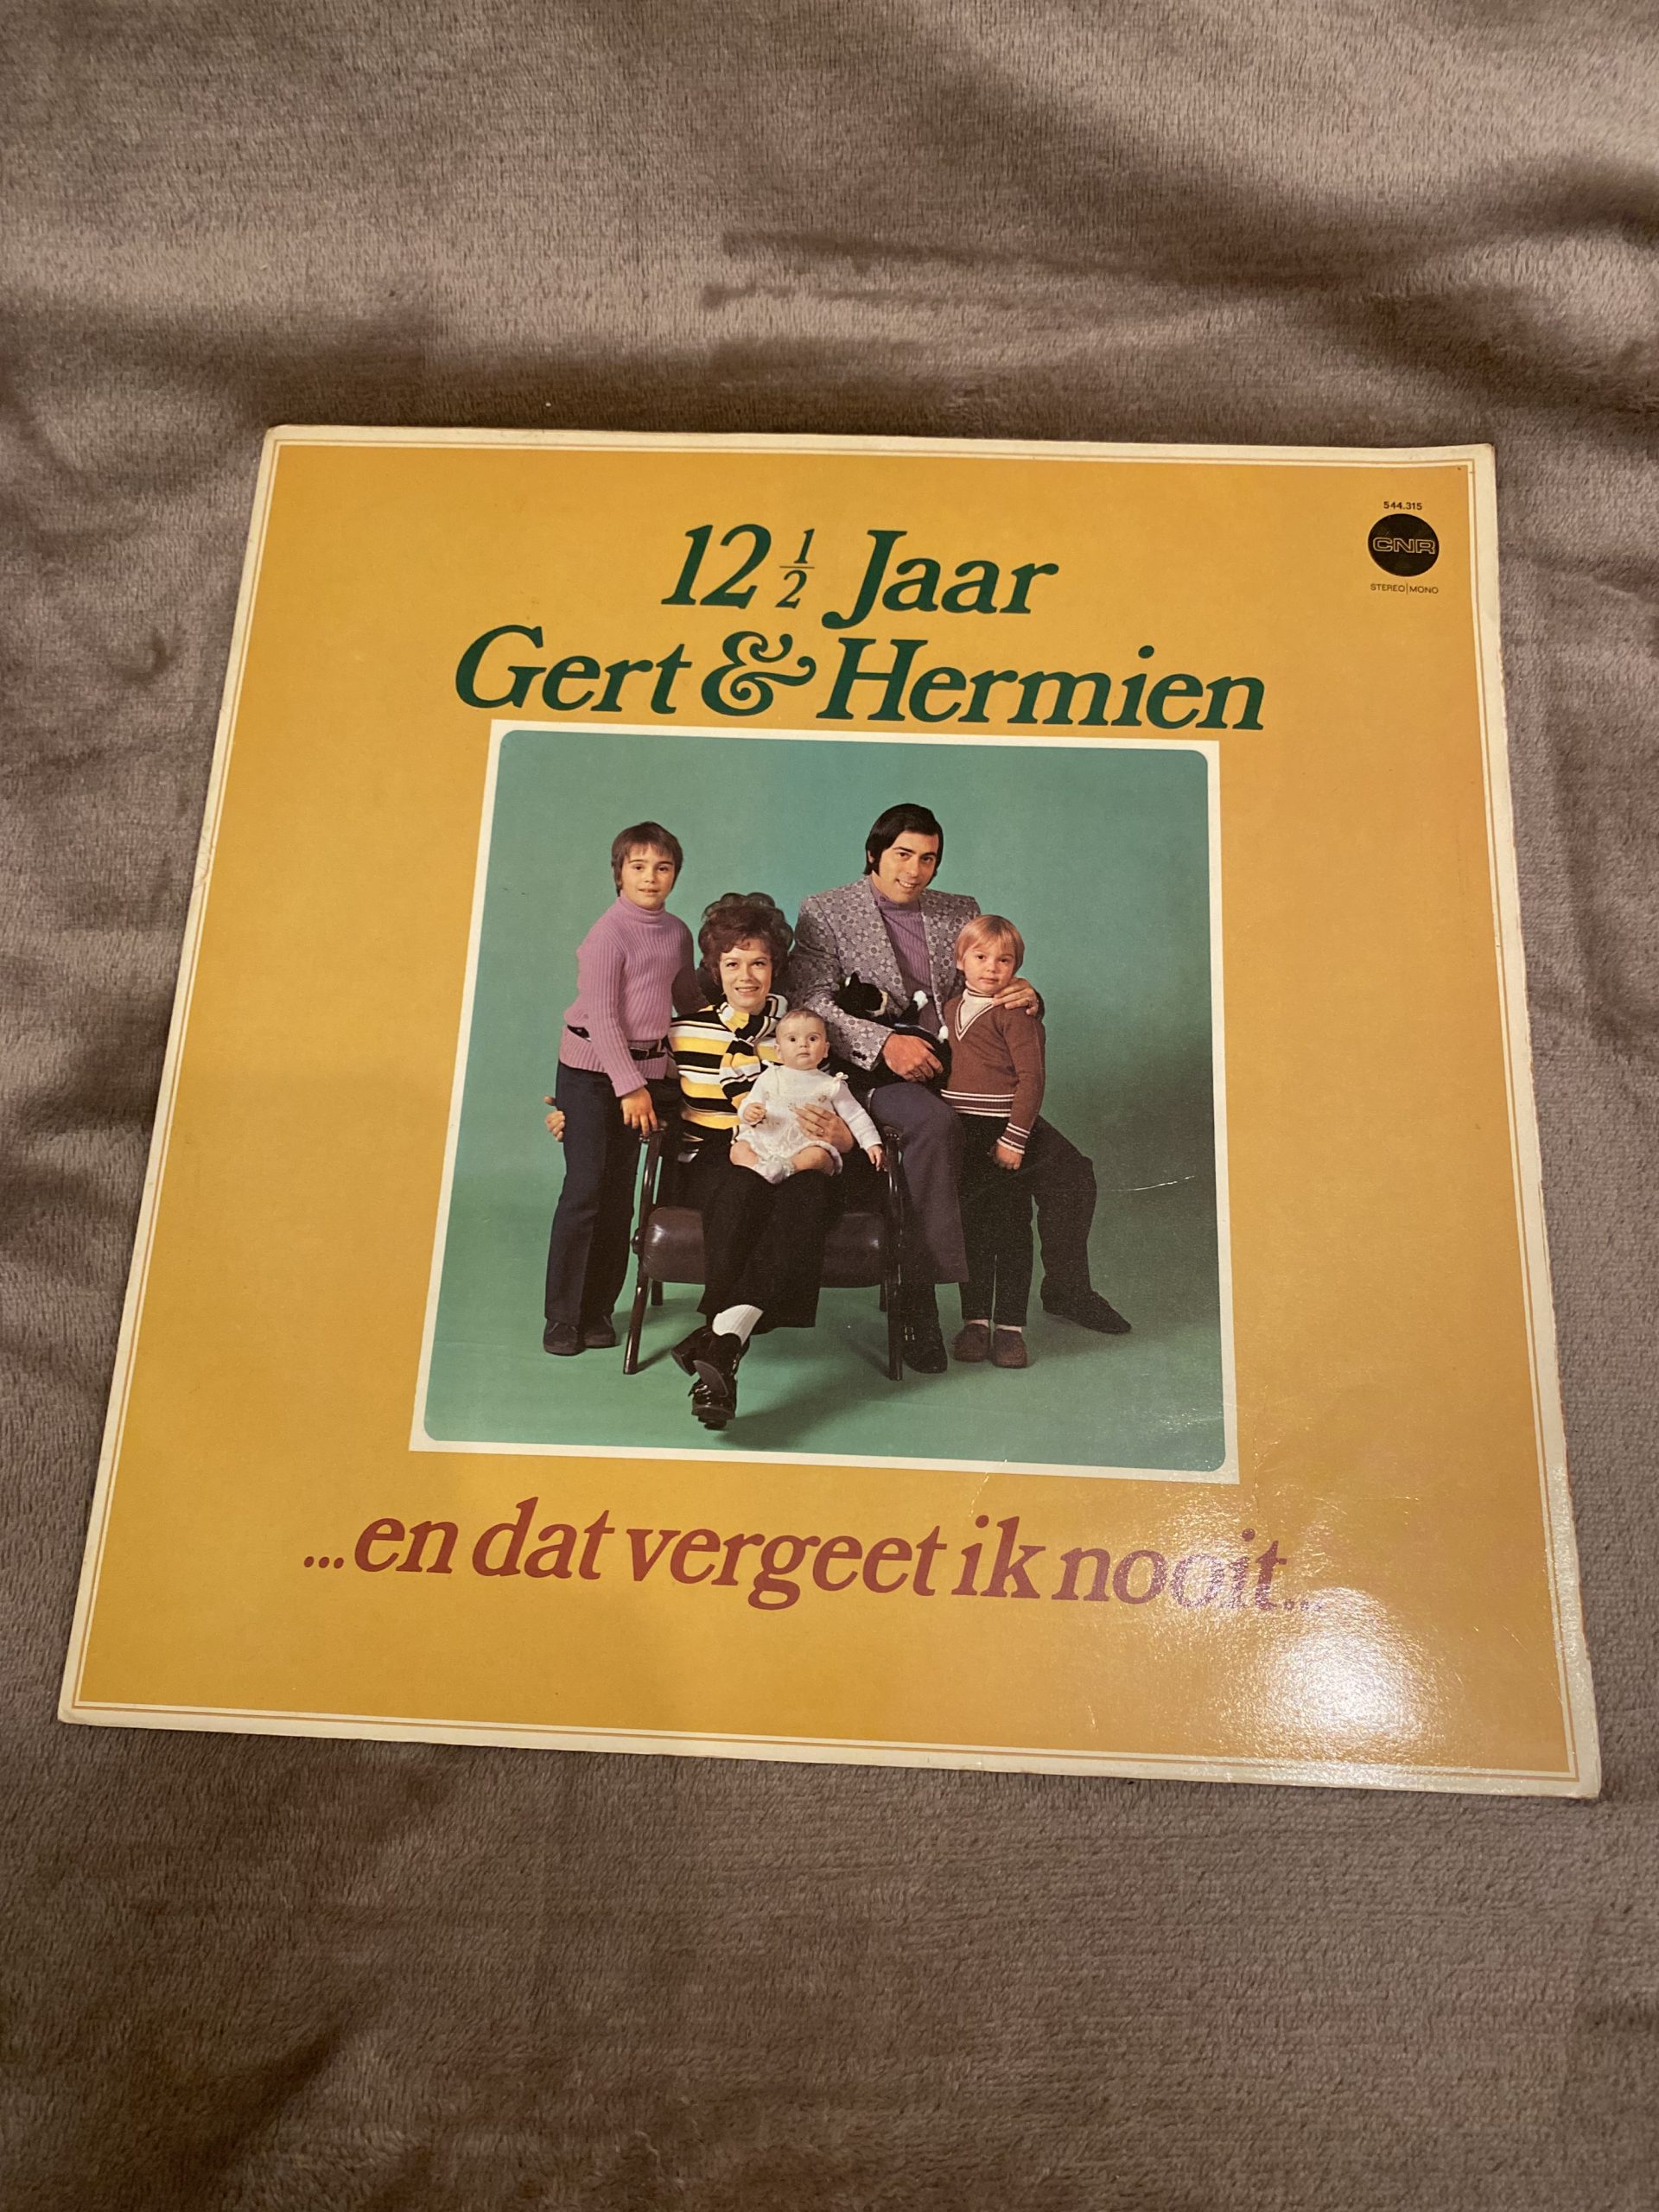 544.315
CNR
STEREO|MONO
12 1/2 Jaar
Gert & Hermien
...en dat vergeet ik nooit...